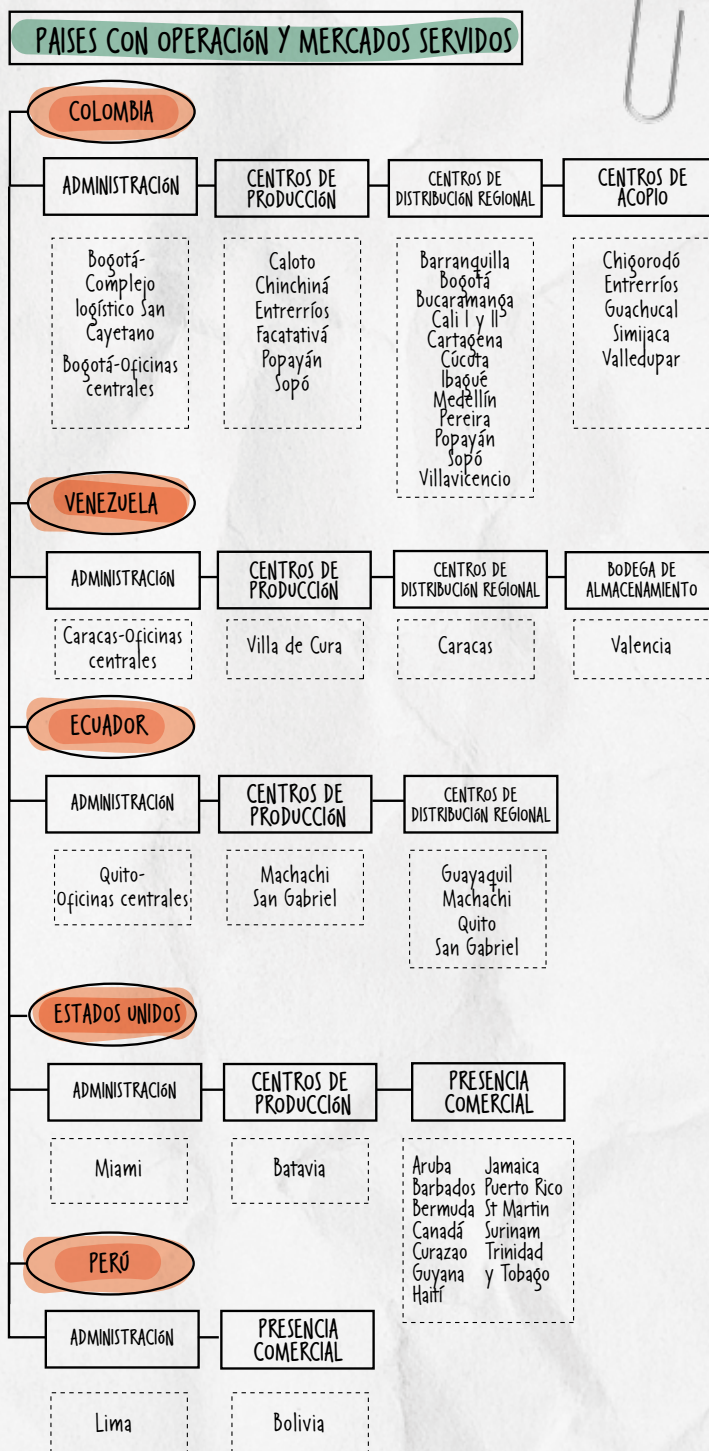 PAISES CON OPERACIÓN Y MERCADOS SERVIDOS
COLOMBIA
ADMINISTRACIÓN
Bogotá-
Complejo
logístico San
Cayetano
Bogotá-Oficinas
centrales
CENTROS DE
PRODUCCIÓN
Caloto
Chinchiná
Entrerríos
Facatativá
Popayán
Sopó
CENTROS DE
DISTRIBUCIÓN REGIONAL
Barranquilla
Bogotá
Bucaramanga
Cali I y II
Cartagena
Cúcuta
Ibagué
Medellín
Pereira
Popayán
Sopó
Villavicencio
CENTROS DE
ACOPIO
Chigorodó
Entrerríos
Guachucal
Simijaca
Valledupar
VENEZUELA
ADMINISTRACIÓN
Caracas-Oficinas
centrales
CENTROS DE
PRODUCCIÓN
Villa de Cura
CENTROS DE
DISTRIBUCIÓN REGIONAL
Caracas
BODEGA DE
ALMACENAMIENTO
Valencia
ECUADOR
ADMINISTRACIÓN
Quito-
Oficinas centrales
CENTROS DE
PRODUCCIÓN
Machachi
San Gabriel
CENTROS DE
DISTRIBUCIÓN REGIONAL
Guayaquil
Machachi
Quito
San Gabriel
ESTADOS UNIDOS
ADMINISTRACIÓN
Miami
CENTROS DE
PRODUCCIÓN
Batavia
PRESENCIA
COMERCIAL
Aruba
Barbados
Bermuda
Canadá
Curazao
Guyana
Haití
Jamaica
Puerto Rico
St Martin
Surinam
Trinidad
y Tobago
PERÚ
ADMINISTRACIÓN
Lima
PRESENCIA
COMERCIAL
Bolivia